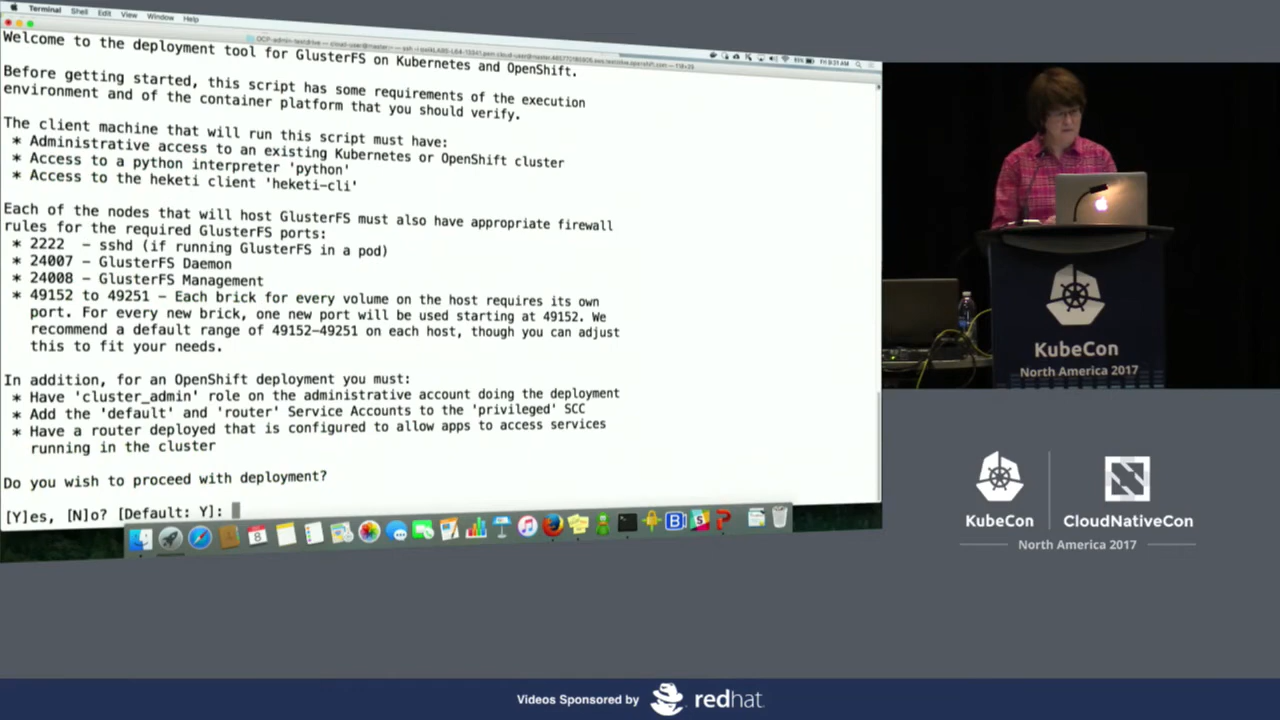 Terminal Shell Edit View Window Help
Fri 9:31 AM
Welcome to the deployment tool for GlusterFS on Kubernetes and OpenShift.
Before getting started, this script has some requirements of the execution
environment and of the container platform that you should verify.
The client machine that will run this script must have:
* Administrative access to an existing Kubernetes or OpenShift cluster
* Access to a python interpreter 'python'
* Access to the heketi client 'heketi-cli'
Each of the nodes that will host GlusterFS must also have appropriate firewall
rules for the required GlusterFS ports:
* 2222 - sshd (if running GlusterFS in a pod)
* 24007 - GlusterFS Daemon
* 24008 - GlusterFS Management
* 49152 to 49251 - Each brick for every volume on the host requires its own
port. For every new brick, one new port will be used starting at 49152. We
recommend a default range of 49152-49251 on each host, though you can adjust
this to fit your needs.
In addition, for an OpenShift deployment you must:
* Have 'cluster_admin' role on the administrative account doing the deployment
* Add the 'default' and 'router' Service Accounts to the 'privileged' SCC
* Have a router deployed that is configured to allow apps to access services
running in the cluster
Do you wish to proceed with deployment?
[Y]es, [N]o? [Default: Y]:
8
KubeCon
North America 2017
KubeCon
CloudNativeCon
North America 2017
Videos Sponsored by
redhat.